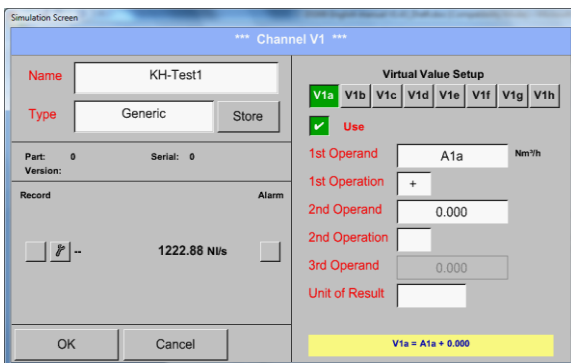 Simulation Screen
*** Channel V1 ***
Name KH-Test1
Type Generic Store
Part: 0 Serial: 0
Version:
Record Alarm
-- 1222.88 Nl/s
OK Cancel
Virtual Value Setup
V1a V1b V1c V1d V1e V1f V1g V1h
Use
1st Operand A1a Nm³/h
1st Operation +
2nd Operand 0.000
2nd Operation
3rd Operand 0.000
Unit of Result
V1a = A1a + 0.000